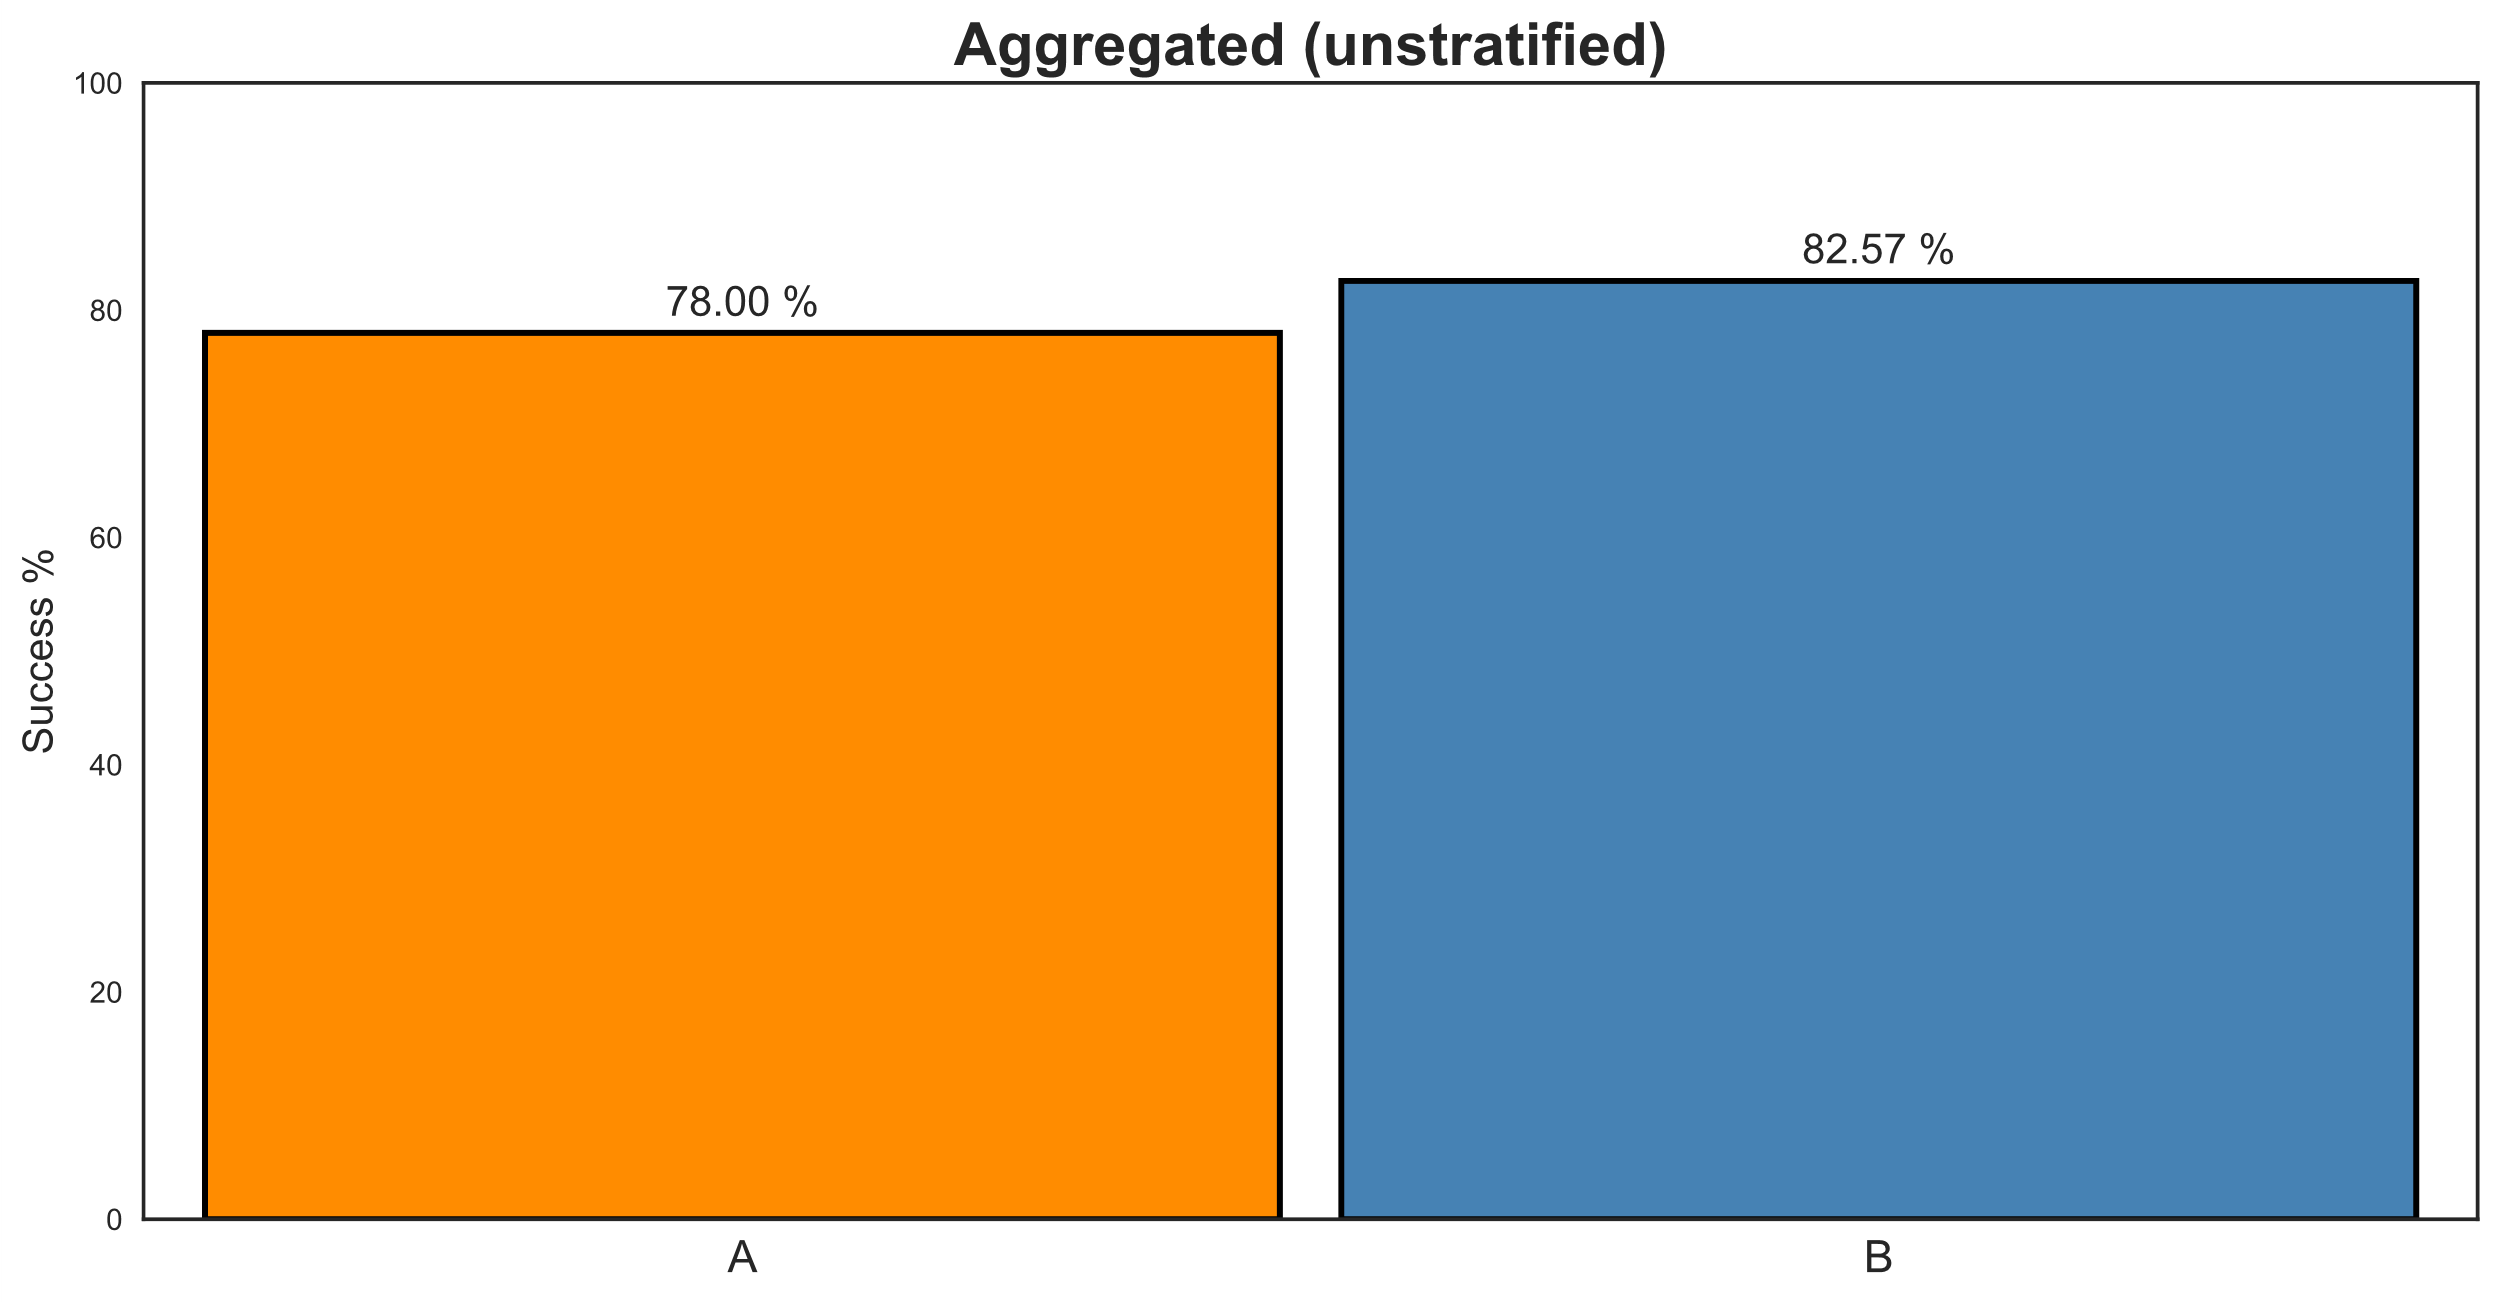 Aggregated (unstratified)
100
80
60
40
20
0
Success %
78.00 %
82.57 %
A
B